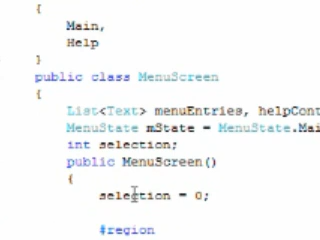 {
Main,
Help
}
public class MenuScreen
{
List<Text> menuEntries, helpCont
MenuState mState = MenuState.Mai
int selection;
public MenuScreen()
{
selection = 0;
#region